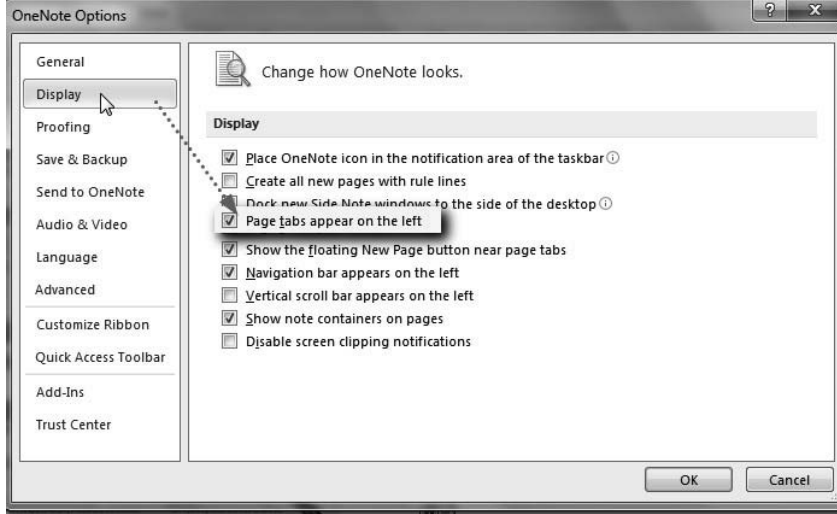 OneNote Options
General
Display
Proofing
Save & Backup
Send to OneNote
Audio & Video
Language
Advanced
Customize Ribbon
Quick Access Toolbar
Add-Ins
Trust Center
Change how OneNote looks.
Display
Place OneNote icon in the notification area of the taskbar
Create all new pages with rule lines
Dock new Side Note windows to the side of the desktop
Page tabs appear on the left
Show the floating New Page button near page tabs
Navigation bar appears on the left
Vertical scroll bar appears on the left
Show note containers on pages
Disable screen clipping notifications
OK
Cancel